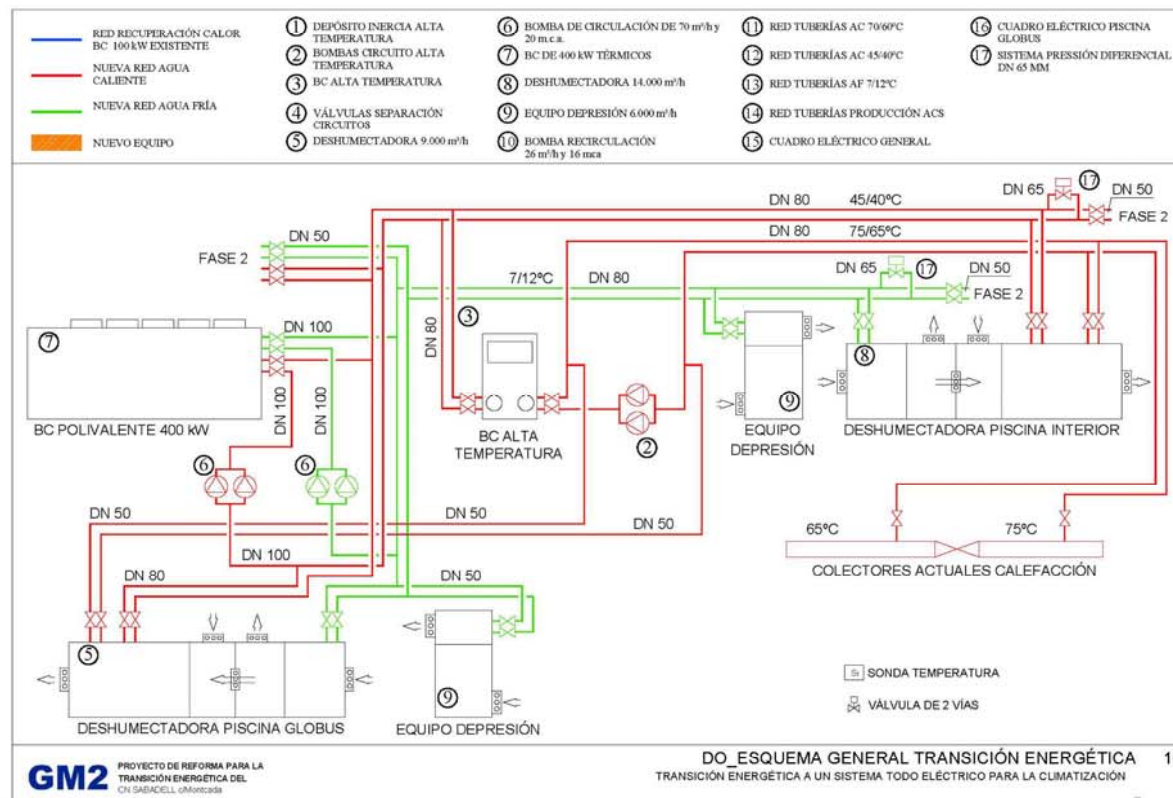 RED RECUPERACIÓN CALOR
BC 100 kW EXISTENTE
NUEVA RED AGUA
CALIENTE
NUEVA RED AGUA FRÍA
NUEVO EQUIPO
1 DEPÓSITO INERCIA ALTA
TEMPERATURA
2 BOMBAS CIRCUITO ALTA
TEMPERATURA
3 BC ALTA TEMPERATURA
4 VÁLVULAS SEPARACIÓN
CIRCUITOS
5 DESHUMECTADORA 9.000 m³/h
6 BOMBA DE CIRCULACIÓN DE 70 m³/h y
20 m.c.a.
7 BC DE 400 kW TÉRMICOS
8 DESHUMECTADORA 14.000 m³/h
9 EQUIPO DEPRESIÓN 6.000 m³/h
10 BOMBA RECIRCULACIÓN
26 m³/h y 16 mca
11 RED TUBERÍAS AC 70/60ºC
12 RED TUBERÍAS AC 45/40ºC
13 RED TUBERÍAS AF 7/12ºC
14 RED TUBERÍAS PRODUCCIÓN ACS
15 CUADRO ELÉCTRICO GENERAL
16 CUADRO ELÉCTRICO PISCINA
GLOBUS
17 SISTEMA PRESSIÓN DIFERENCIAL
DN 65 MM
DN 80 45/40ºC
DN 65
17
DN 50
FASE 2
DN 80 75/65ºC
DN 50
FASE 2
7/12ºC DN 80
DN 65
17
DN 50
FASE 2
7
DN 100
BC POLIVALENTE 400 kW
DN 100
DN 100
DN 80
3
BC ALTA
TEMPERATURA
2
9
EQUIPO
DEPRESIÓN
8
DESHUMECTADORA PISCINA INTERIOR
6
6
DN 50
DN 50
DN 50
65ºC
75ºC
COLECTORES ACTUALES CALEFACCIÓN
DN 100
DN 80
DN 50
5
DESHUMECTADORA PISCINA GLOBUS
9
EQUIPO DEPRESIÓN
SONDA TEMPERATURA
VÁLVULA DE 2 VÍAS
GM2
PROYECTO DE REFORMA PARA LA
TRANSICIÓN ENERGÉTICA DEL
CN SABADELL c/Montcada
DO_ESQUEMA GENERAL TRANSICIÓN ENERGÉTICA 1
TRANSICIÓN ENERGÉTICA A UN SISTEMA TODO ELÉCTRICO PARA LA CLIMATIZACIÓN